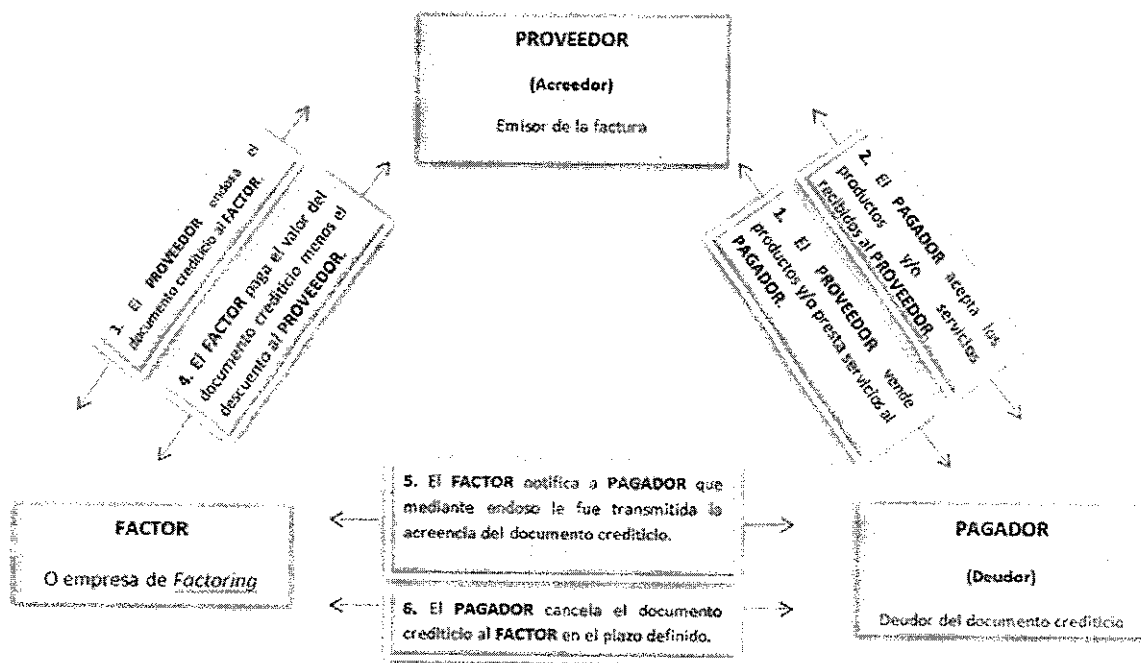 PROVEEDOR
(Acreedor)
Emisor de la factura
3. El PROVEEDOR endosa el
documento crediticio al FACTOR.
4. El FACTOR paga el valor del
documento crediticio menos el
descuento al PROVEEDOR.
2. El PAGADOR acepta los
productos y/o servicios
recibidos al PROVEEDOR.
1. El PROVEEDOR vende
productos y/o presta servicios al
PAGADOR.
5. El FACTOR notifica a PAGADOR que
mediante endoso le fue transmitida la
acreencia del documento crediticio.
FACTOR
O empresa de Factoring
PAGADOR
(Deudor)
Deudor del documento crediticio
6. El PAGADOR cancela el documento
crediticio al FACTOR en el plazo definido.